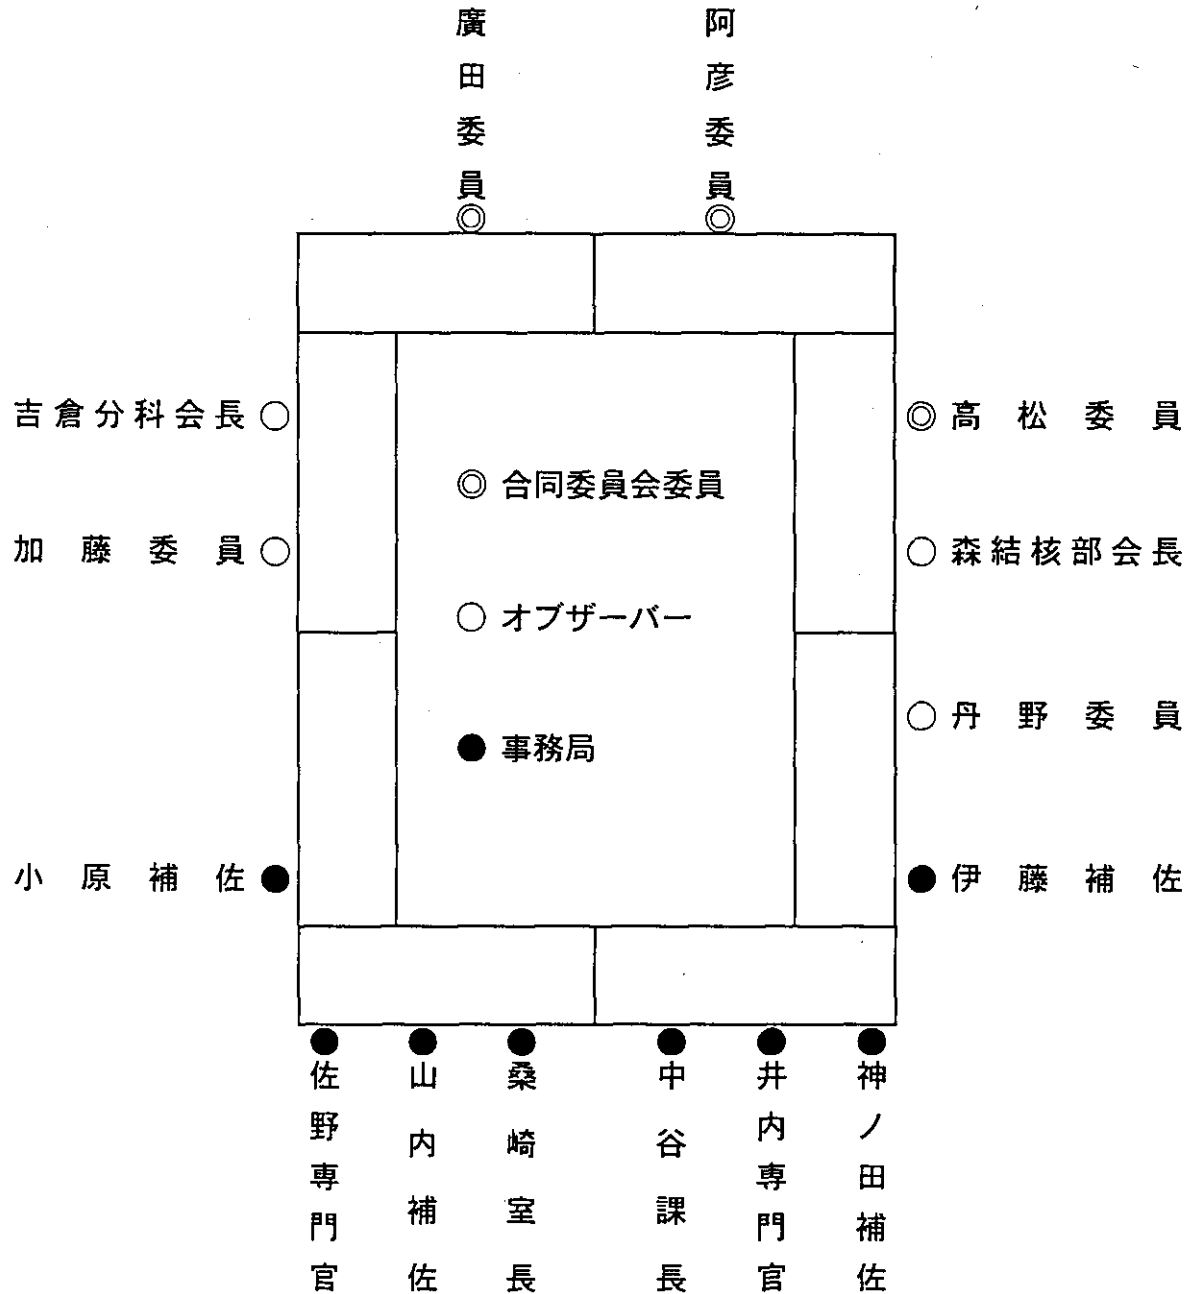 廣田委員
阿彦委員
◎
◎
吉倉分科会長○
◎高松委員
◎合同委員会委員
加藤委員○
○森結核部会長
○オブザーバー
○丹野委員
●事務局
小原補佐●
●伊藤補佐
●佐野専門官
●山内補佐
●桑崎室長
●中谷課長
●井内専門官
●神ノ田補佐